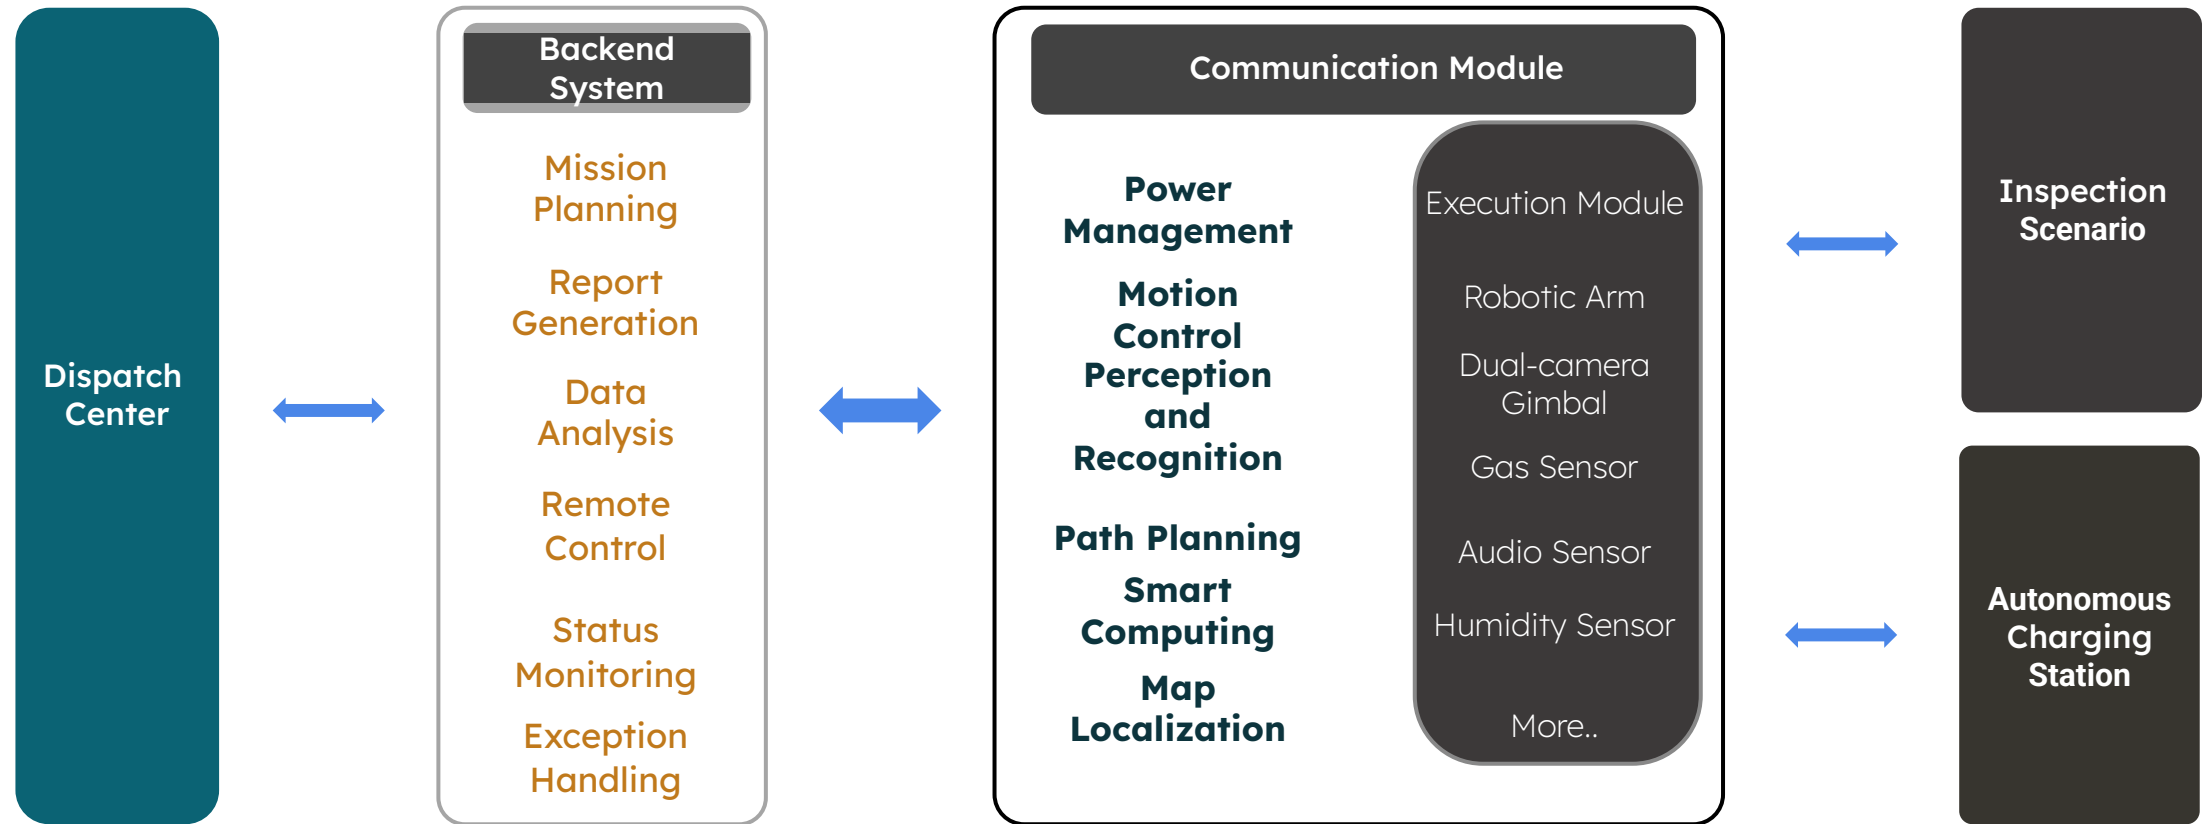 Dispatch
Center
Backend
System
Mission
Planning
Report
Generation
Data
Analysis
Remote
Control
Status
Monitoring
Exception
Handling
Communication Module
Power
Management
Motion
Control
Perception
and
Recognition
Path Planning
Smart
Computing
Map
Localization
Execution Module
Robotic Arm
Dual-camera
Gimbal
Gas Sensor
Audio Sensor
Humidity Sensor
More..
Inspection
Scenario
Autonomous
Charging
Station